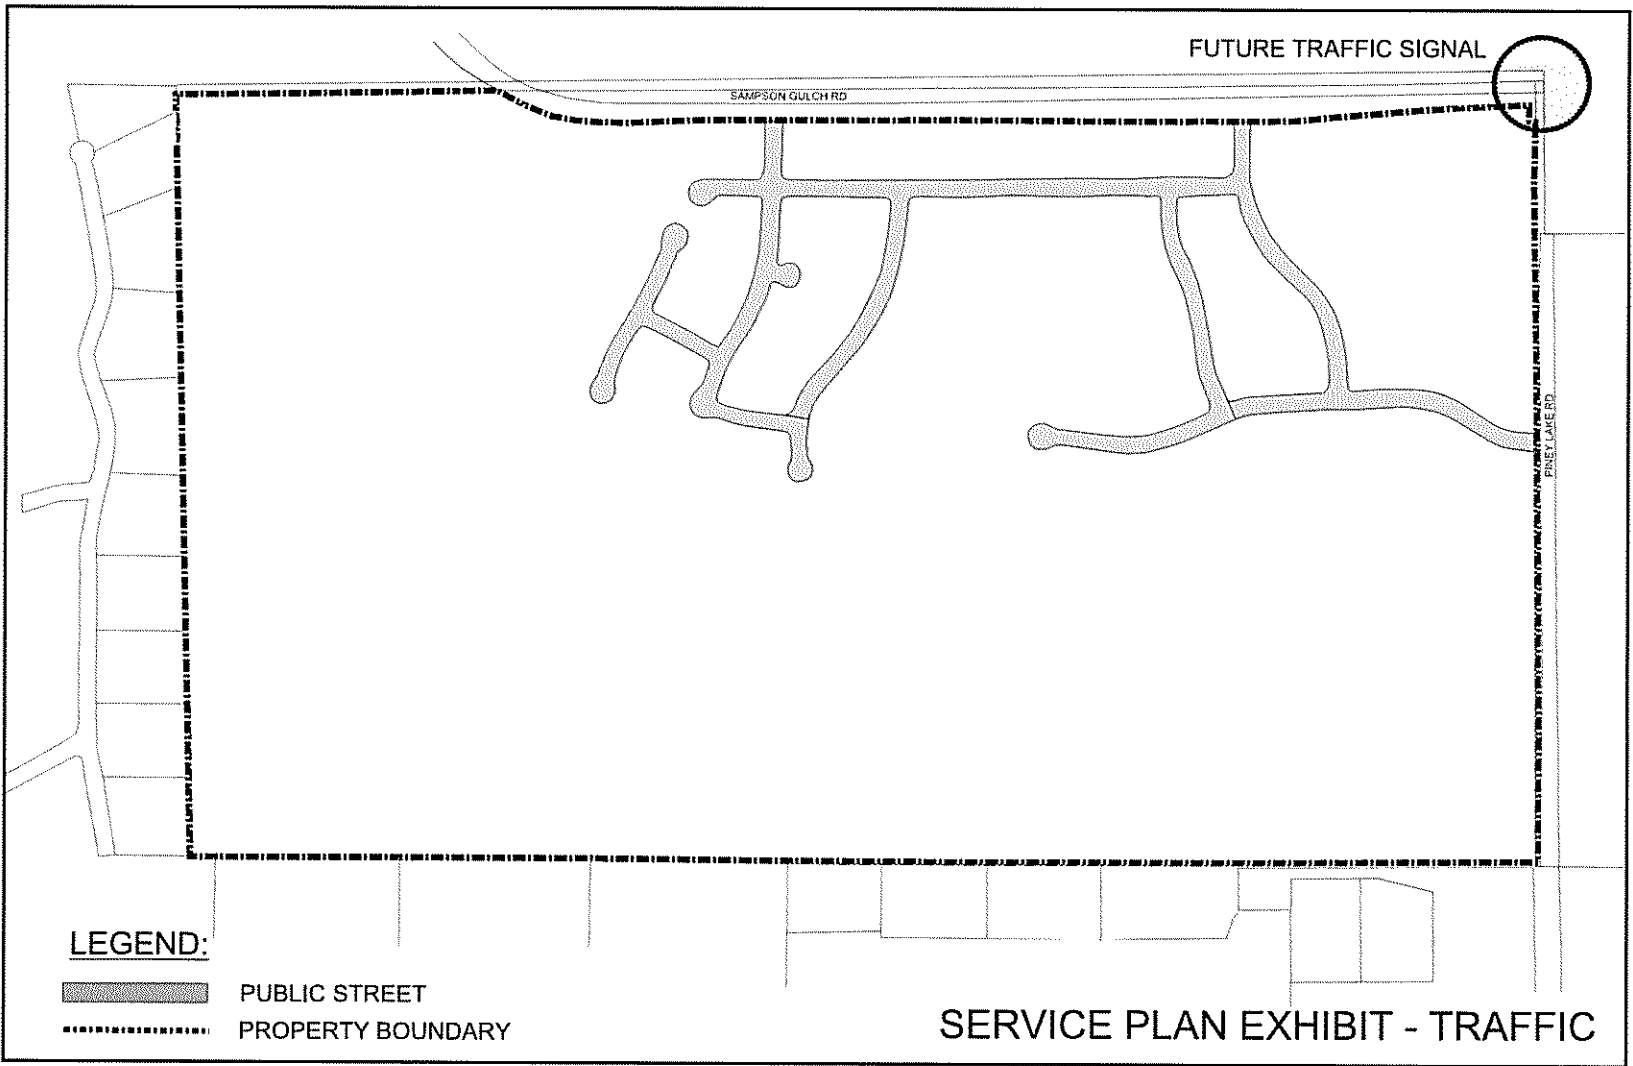 FUTURE TRAFFIC SIGNAL
SAMPSON GULCH RD
PINEY LAKE RD
LEGEND:
PUBLIC STREET
PROPERTY BOUNDARY
SERVICE PLAN EXHIBIT - TRAFFIC